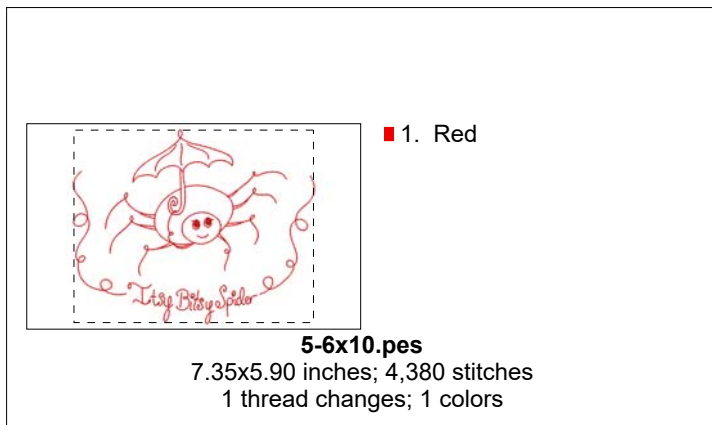 1. Red
Itsy Bitsy Spider
5-6x10.pes
7.35x5.90 inches; 4,380 stitches
1 thread changes; 1 colors